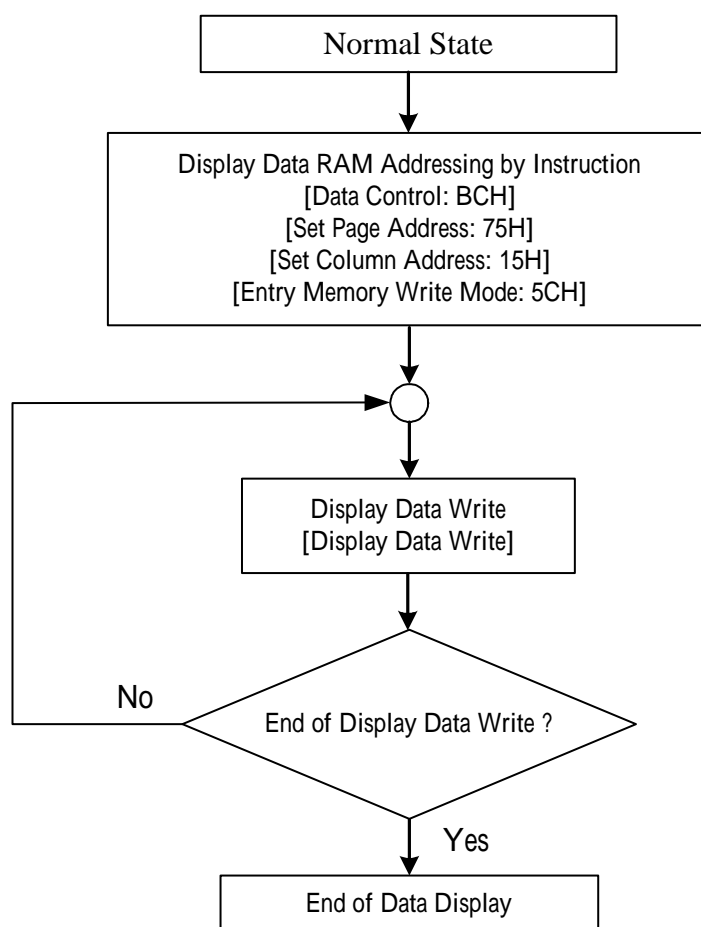 Normal State
Display Data RAM Addressing by Instruction
[Data Control: BCH]
[Set Page Address: 75H]
[Set Column Address: 15H]
[Entry Memory Write Mode: 5CH]
Display Data Write
[Display Data Write]
No
End of Display Data Write ?
Yes
End of Data Display